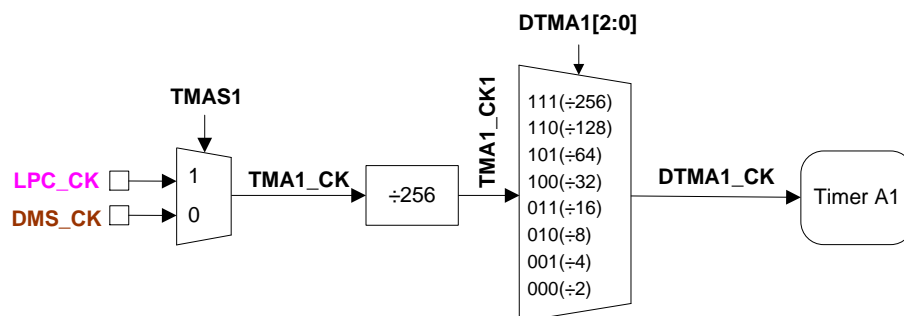 DTMA1[2:0]
TMAS1
LPC_CK
DMS_CK
1
0
TMA1_CK
÷256
TMA1_CK1
111(÷256)
110(÷128)
101(÷64)
100(÷32)
011(÷16)
010(÷8)
001(÷4)
000(÷2)
DTMA1_CK
Timer A1